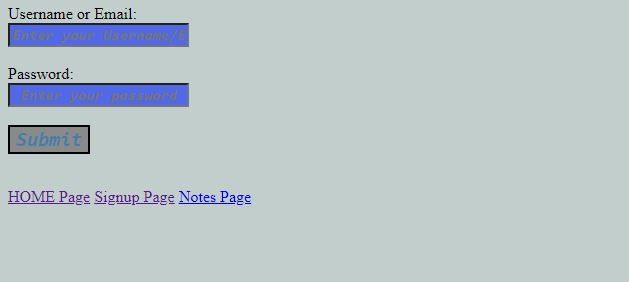 Username or Email:
Enter your Username/E
Password:
Enter your password
Submit
HOME Page Signup Page Notes Page